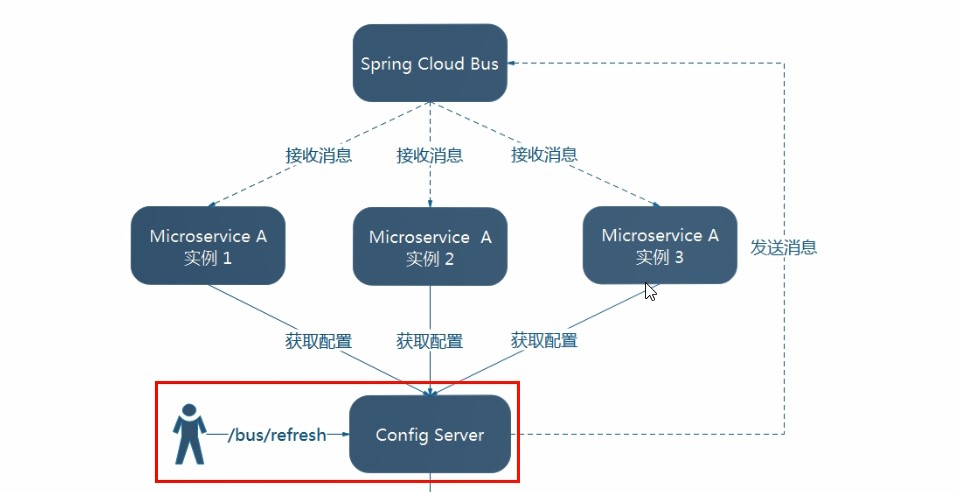 Spring Cloud Bus
接收消息
接收消息
接收消息
Microservice A
实例 1
Microservice A
实例 2
Microservice A
实例 3
发送消息
获取配置
获取配置
获取配置
/bus/refresh
Config Server